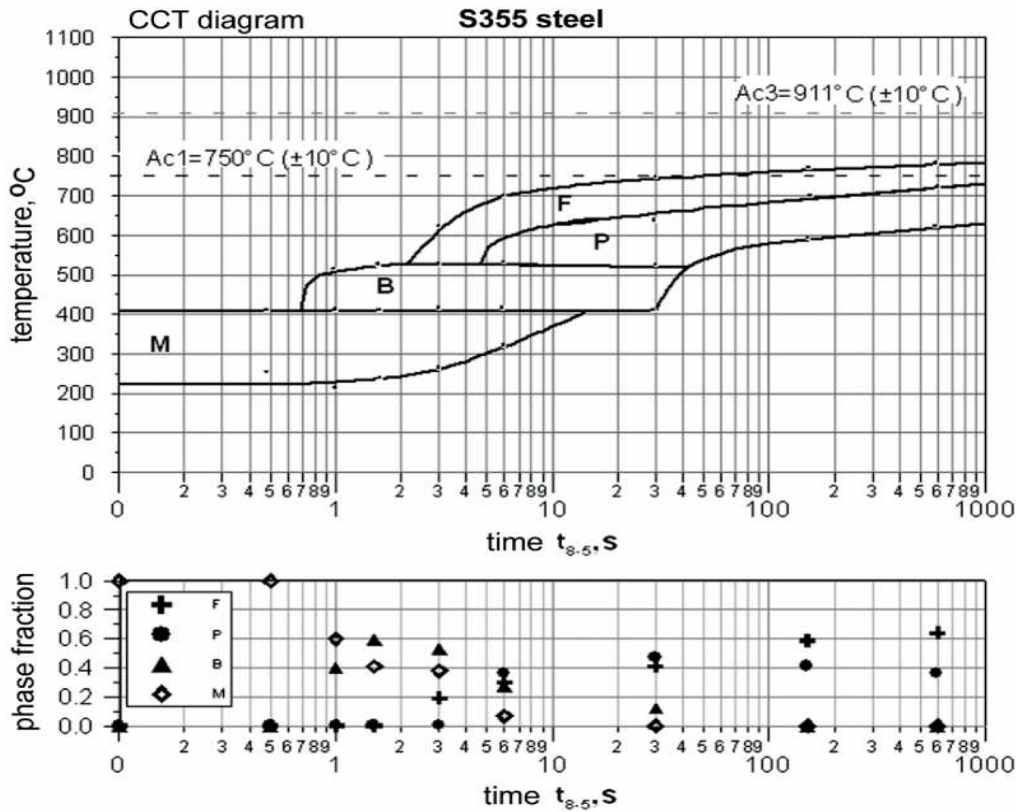 CCT diagram
S355 steel
1100
1000
900
800
700
600
500
400
300
200
100
0
temperature, ºC
Ac3=911°C (±10°C)
Ac1=750°C (±10°C)
F
P
B
M
2 3 4 5 6 7 8 9 2 3 4 5 6 7 8 9 2 3 4 5 6 7 8 9 2 3 4 5 6 7 8 9
0 1 10 100 1000
time t8-5, s
1.0
0.8
0.6
0.4
0.2
0.0
phase fraction
F
P
B
M
2 3 4 5 6 7 8 9 2 3 4 5 6 7 8 9 2 3 4 5 6 7 8 9 2 3 4 5 6 7 8 9
0 1 10 100 1000
time t8-5, s